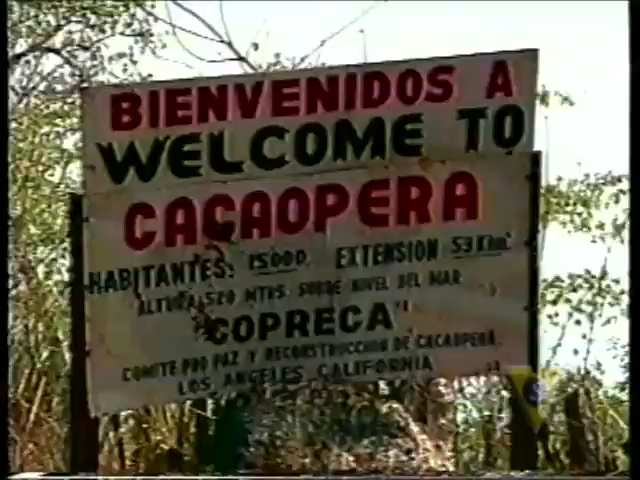 BIENVENIDOS A
WELCOME TO
CACAOPERA
HABITANTES: 15000. EXTENSION 53 Km²
ALTURA 520 MTVS. SOBRE NIVEL DEL MAR
"COPRECA"
COMITE PRO PAZ Y RECONSTRUCCION DE CACAOPERA.
LOS ANGELES CALIFORNIA